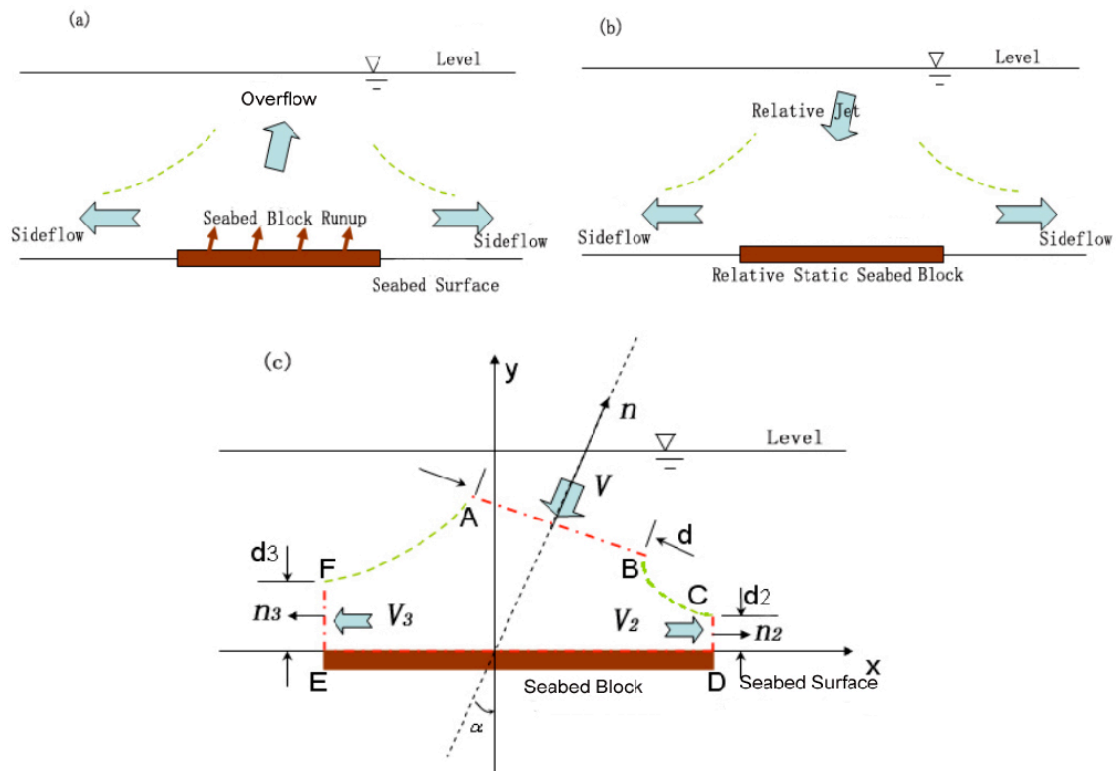 (a)
Level
Overflow
Seabed Block Runup
Sideflow
Sideflow
Seabed Surface
(b)
Level
Relative Jet
Sideflow
Sideflow
Relative Static Seabed Block
(c)
y
n
Level
V
A
d
d3
B
F
C
d2
n3
V3
V2
n2
x
E
D
Seabed Block
Seabed Surface
α